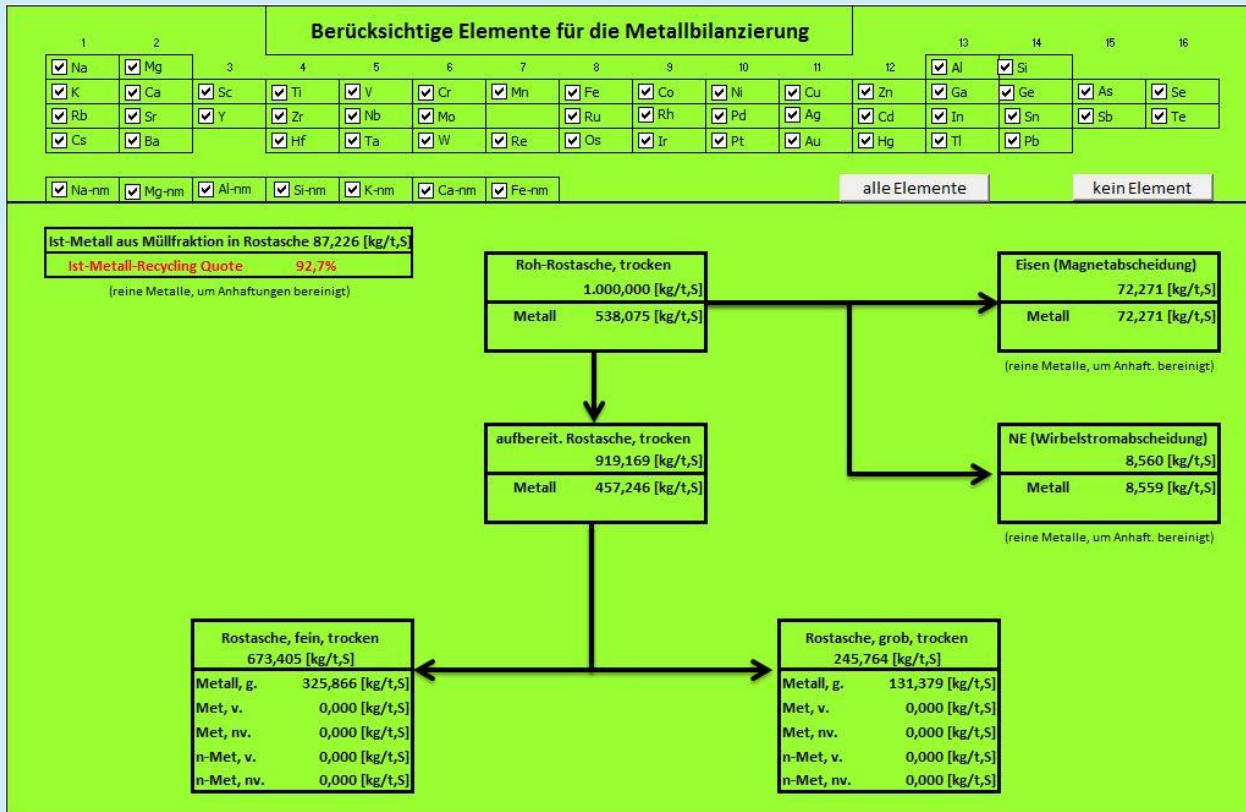 Berücksichtige Elemente für die Metallbilanzierung
1 2 13 14 15 16
Na Mg 3 4 5 6 7 8 9 10 11 12 Al Si
K Ca Sc Ti V Cr Mn Fe Co Ni Cu Zn Ga Ge As Se
Rb Sr Y Zr Nb Mo Ru Rh Pd Ag Cd In Sn Sb Te
Cs Ba Hf Ta W Re Os Ir Pt Au Hg Tl Pb
Na-nm Mg-nm Al-nm Si-nm K-nm Ca-nm Fe-nm alle Elemente kein Element
Ist-Metall aus Müllfraktion in Rostasche 87,226 [kg/t,S]
Ist-Metall-Recycling Quote 92,7%
(reine Metalle, um Anhaftungen bereinigt)
Roh-Rostasche, trocken
1.000,000 [kg/t,S]
Metall 538,075 [kg/t,S]
Eisen (Magnetabscheidung)
72,271 [kg/t,S]
Metall 72,271 [kg/t,S]
(reine Metalle, um Anhaft. bereinigt)
aufbereit. Rostasche, trocken
919,169 [kg/t,S]
Metall 457,246 [kg/t,S]
NE (Wirbelstromabscheidung)
8,560 [kg/t,S]
Metall 8,559 [kg/t,S]
(reine Metalle, um Anhaft. bereinigt)
Rostasche, fein, trocken
673,405 [kg/t,S]
Metall, g. 325,866 [kg/t,S]
Met, v. 0,000 [kg/t,S]
Met, nv. 0,000 [kg/t,S]
n-Met, v. 0,000 [kg/t,S]
n-Met, nv. 0,000 [kg/t,S]
Rostasche, grob, trocken
245,764 [kg/t,S]
Metall, g. 131,379 [kg/t,S]
Met, v. 0,000 [kg/t,S]
Met, nv. 0,000 [kg/t,S]
n-Met, v. 0,000 [kg/t,S]
n-Met, nv. 0,000 [kg/t,S]